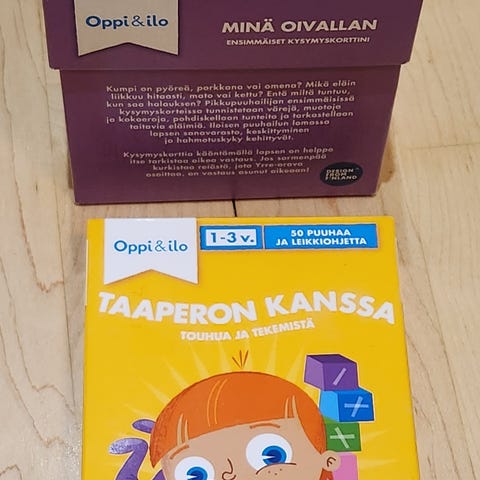 Oppi&ilo
MINÄ OIVALLAN
ENSIMMÄISET KYSYMYSKORTTINI
Kumpi on pyöreä, porkkana vai omena? Mikä eläin
liikkuu hitaasti, mato vai kettu? Entä miltä tuntuu,
kun saa halauksen? Pikkupuuhailijan ensimmäisissä
kysymyskorteissa tunnistetaan värejä, muotoja
ja kokoeroja, pohdiskellaan tunteita ja tarkastellaan
taitavia eläimiä. Iloisen puuhailun lomassa
lapsen sanavarasto, keskittyminen
ja hahmotuskyky kehittyvät.
Kysymyskorttia kääntämällä lapsen on helppo
itse tarkistaa oikea vastaus. Jos sormenpää
kurkistaa reiästä, jota Yrre-orava
osoittaa, on vastaus asunut oikeaan!
DESIGN
FROM
FINLAND
Oppi&ilo
1-3 v.
50 PUUHAA
JA LEIKKIOHJETTA
TAAPERON KANSSA
TOUHUA JA TEKEMISTÄ